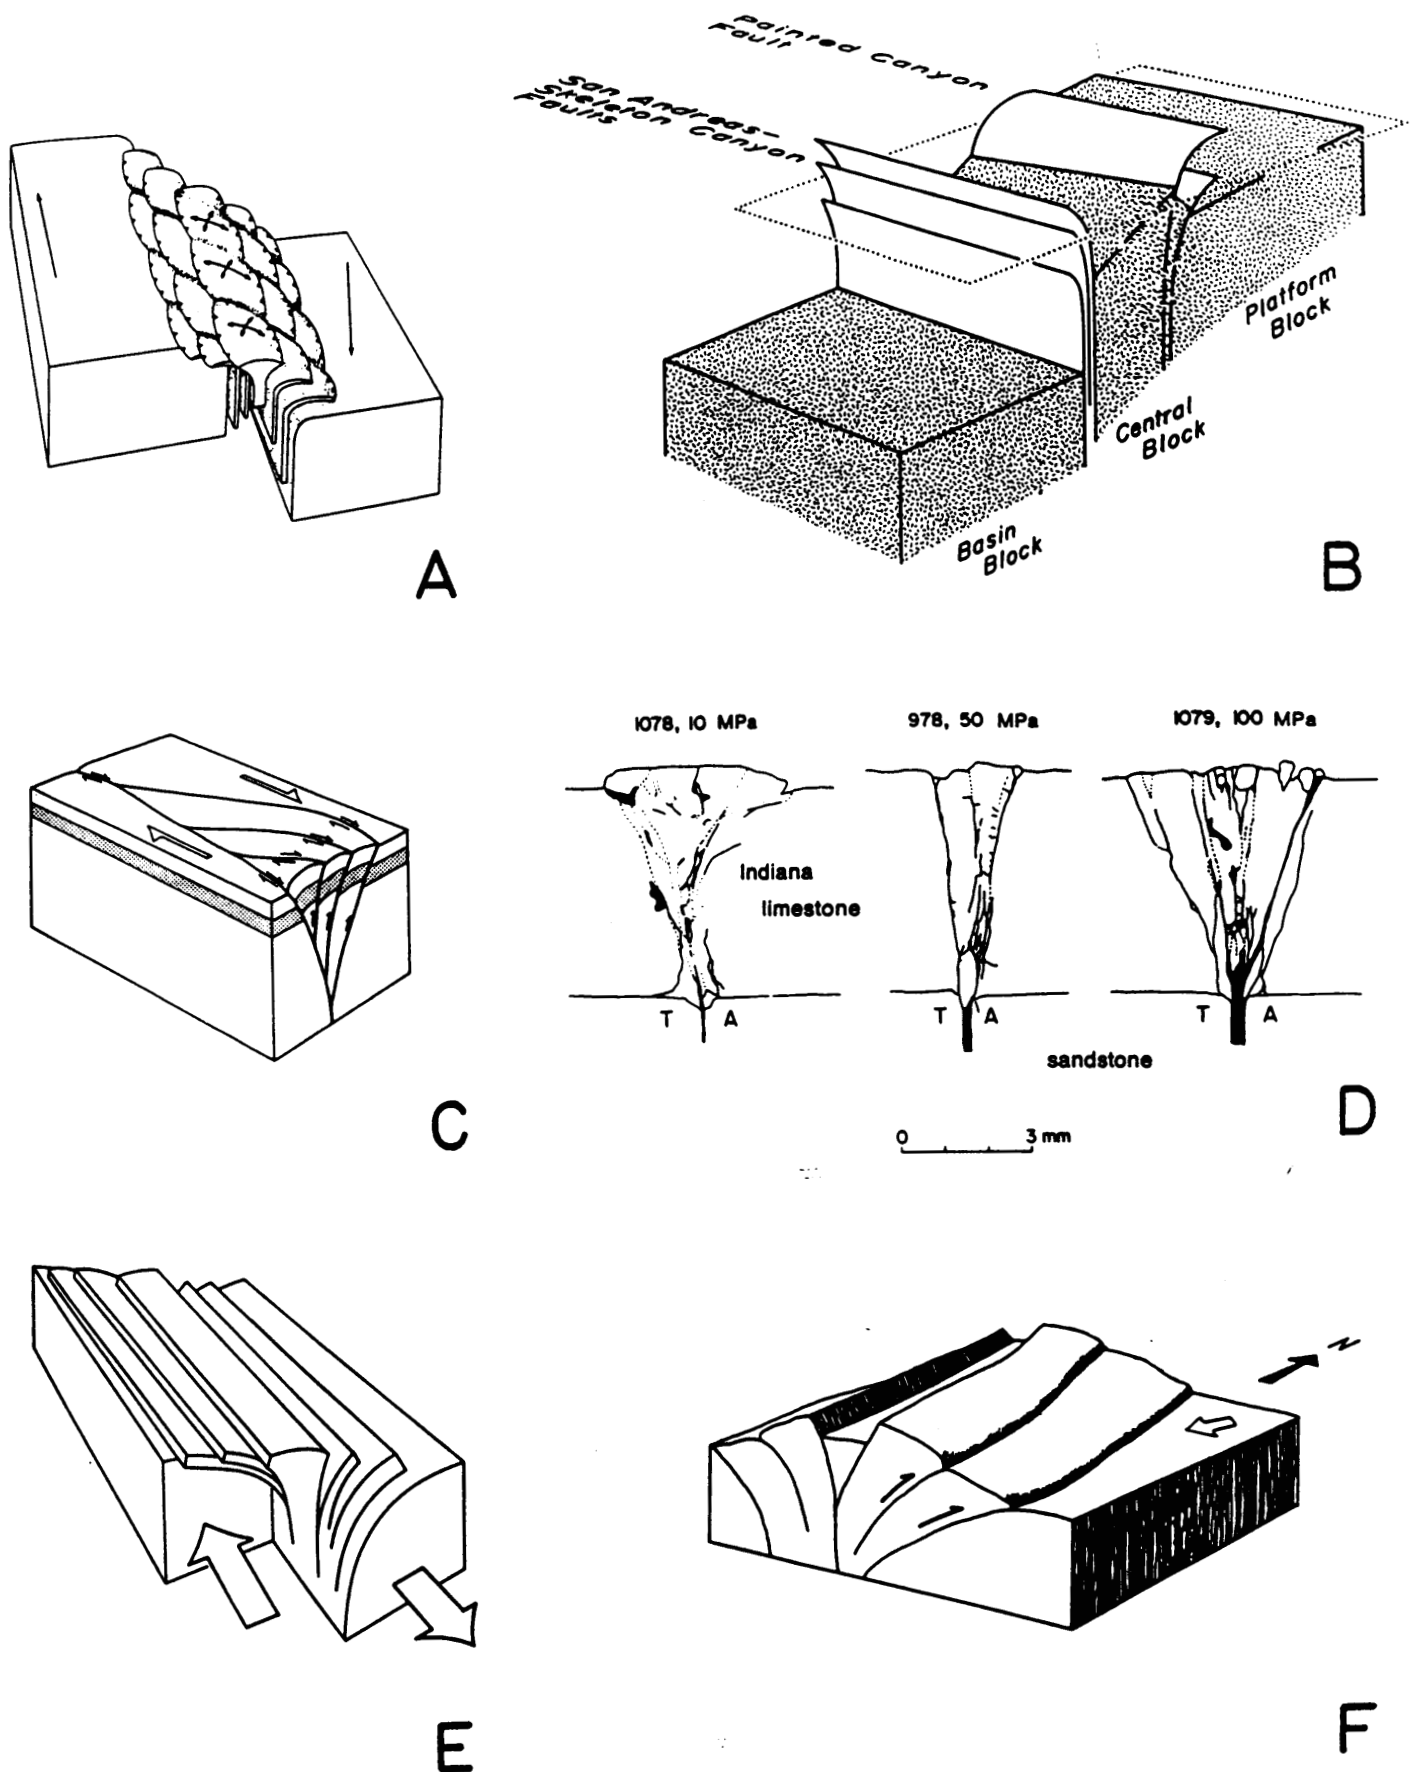 Painted Canyon
Fault
San Andreas–
Skeleton Canyon
Faults
Platform
Block
Central
Block
Basin
Block
A
B
1078, 10 MPa
978, 50 MPa
1079, 100 MPa
Indiana
limestone
T A
T A
T A
sandstone
0 3 mm
C
D
N
E
F